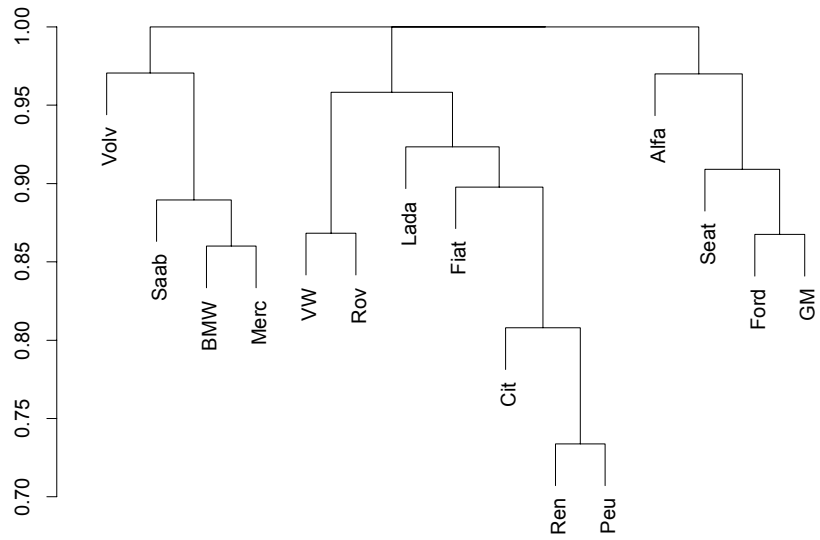 1.00
0.95
0.90
0.85
0.80
0.75
0.70
Volv
Saab
BMW
Merc
VW
Rov
Lada
Fiat
Cit
Ren
Peu
Alfa
Seat
Ford
GM